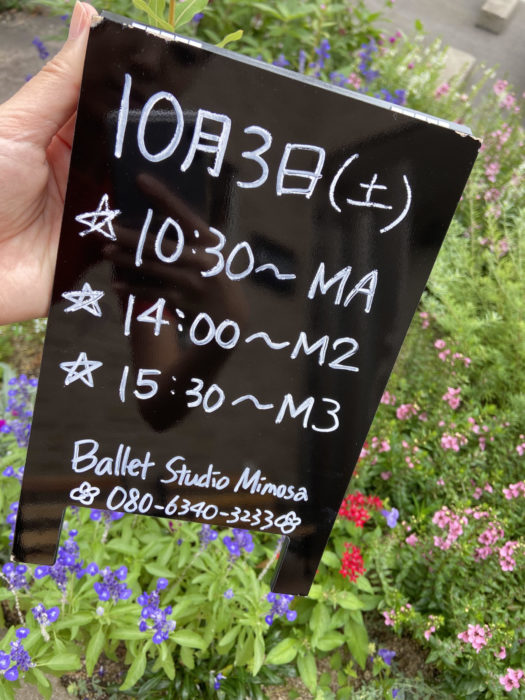 10月3日(土)
☆ 10:30～MA
☆ 14:00～M2
☆ 15:30～M3
Ballet Studio Mimosa
080-6340-3233